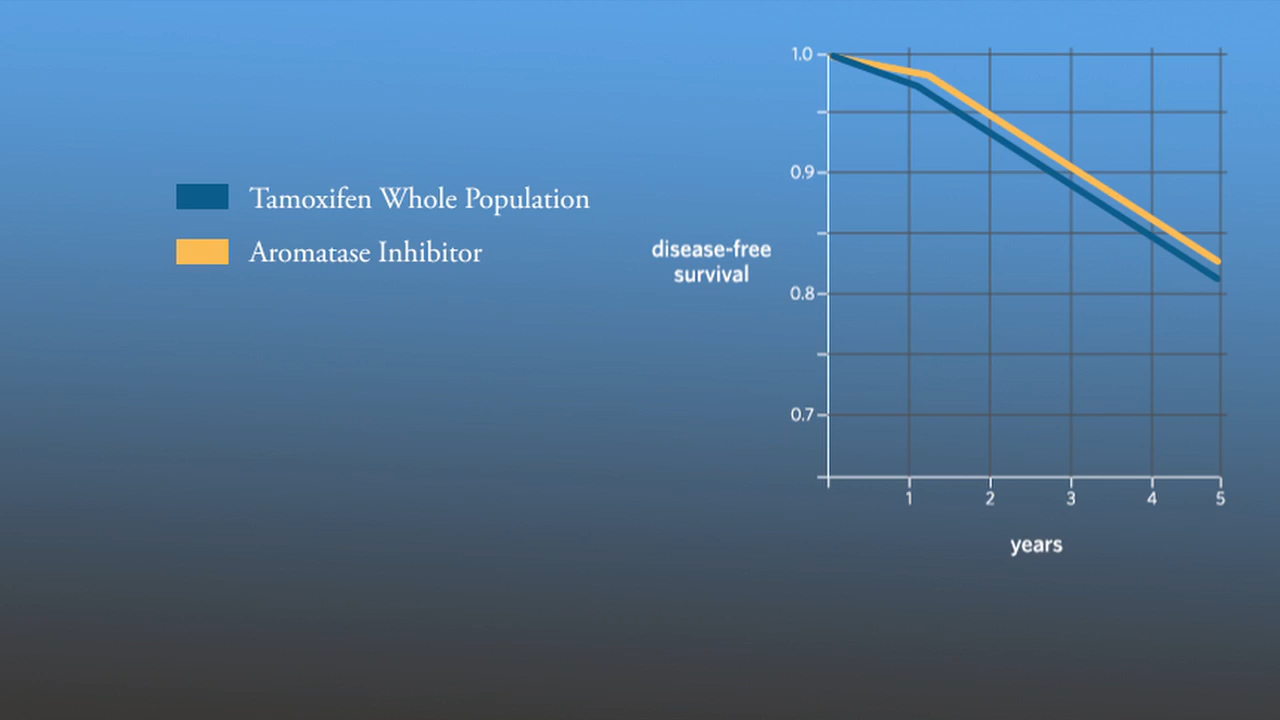 Tamoxifen Whole Population
Aromatase Inhibitor
disease-free
survival
1.0
0.9
0.8
0.7
1 2 3 4 5
years